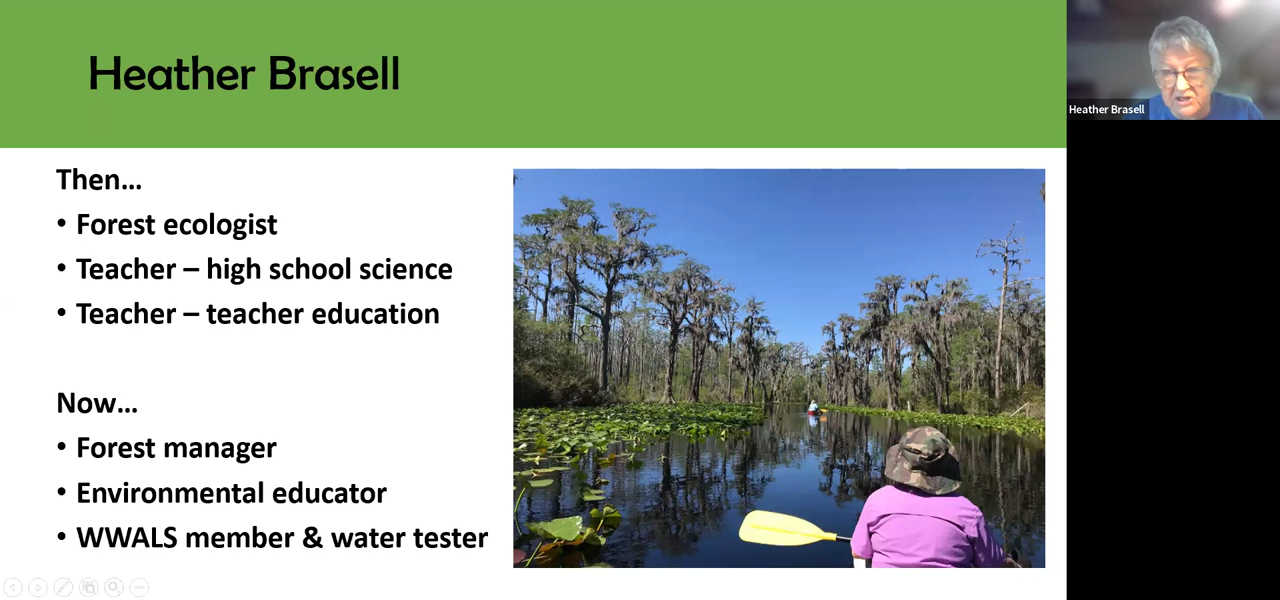 Heather Brasell
Heather Brasell
Then...
• Forest ecologist
• Teacher – high school science
• Teacher – teacher education
Now...
• Forest manager
• Environmental educator
• WWALS member & water tester